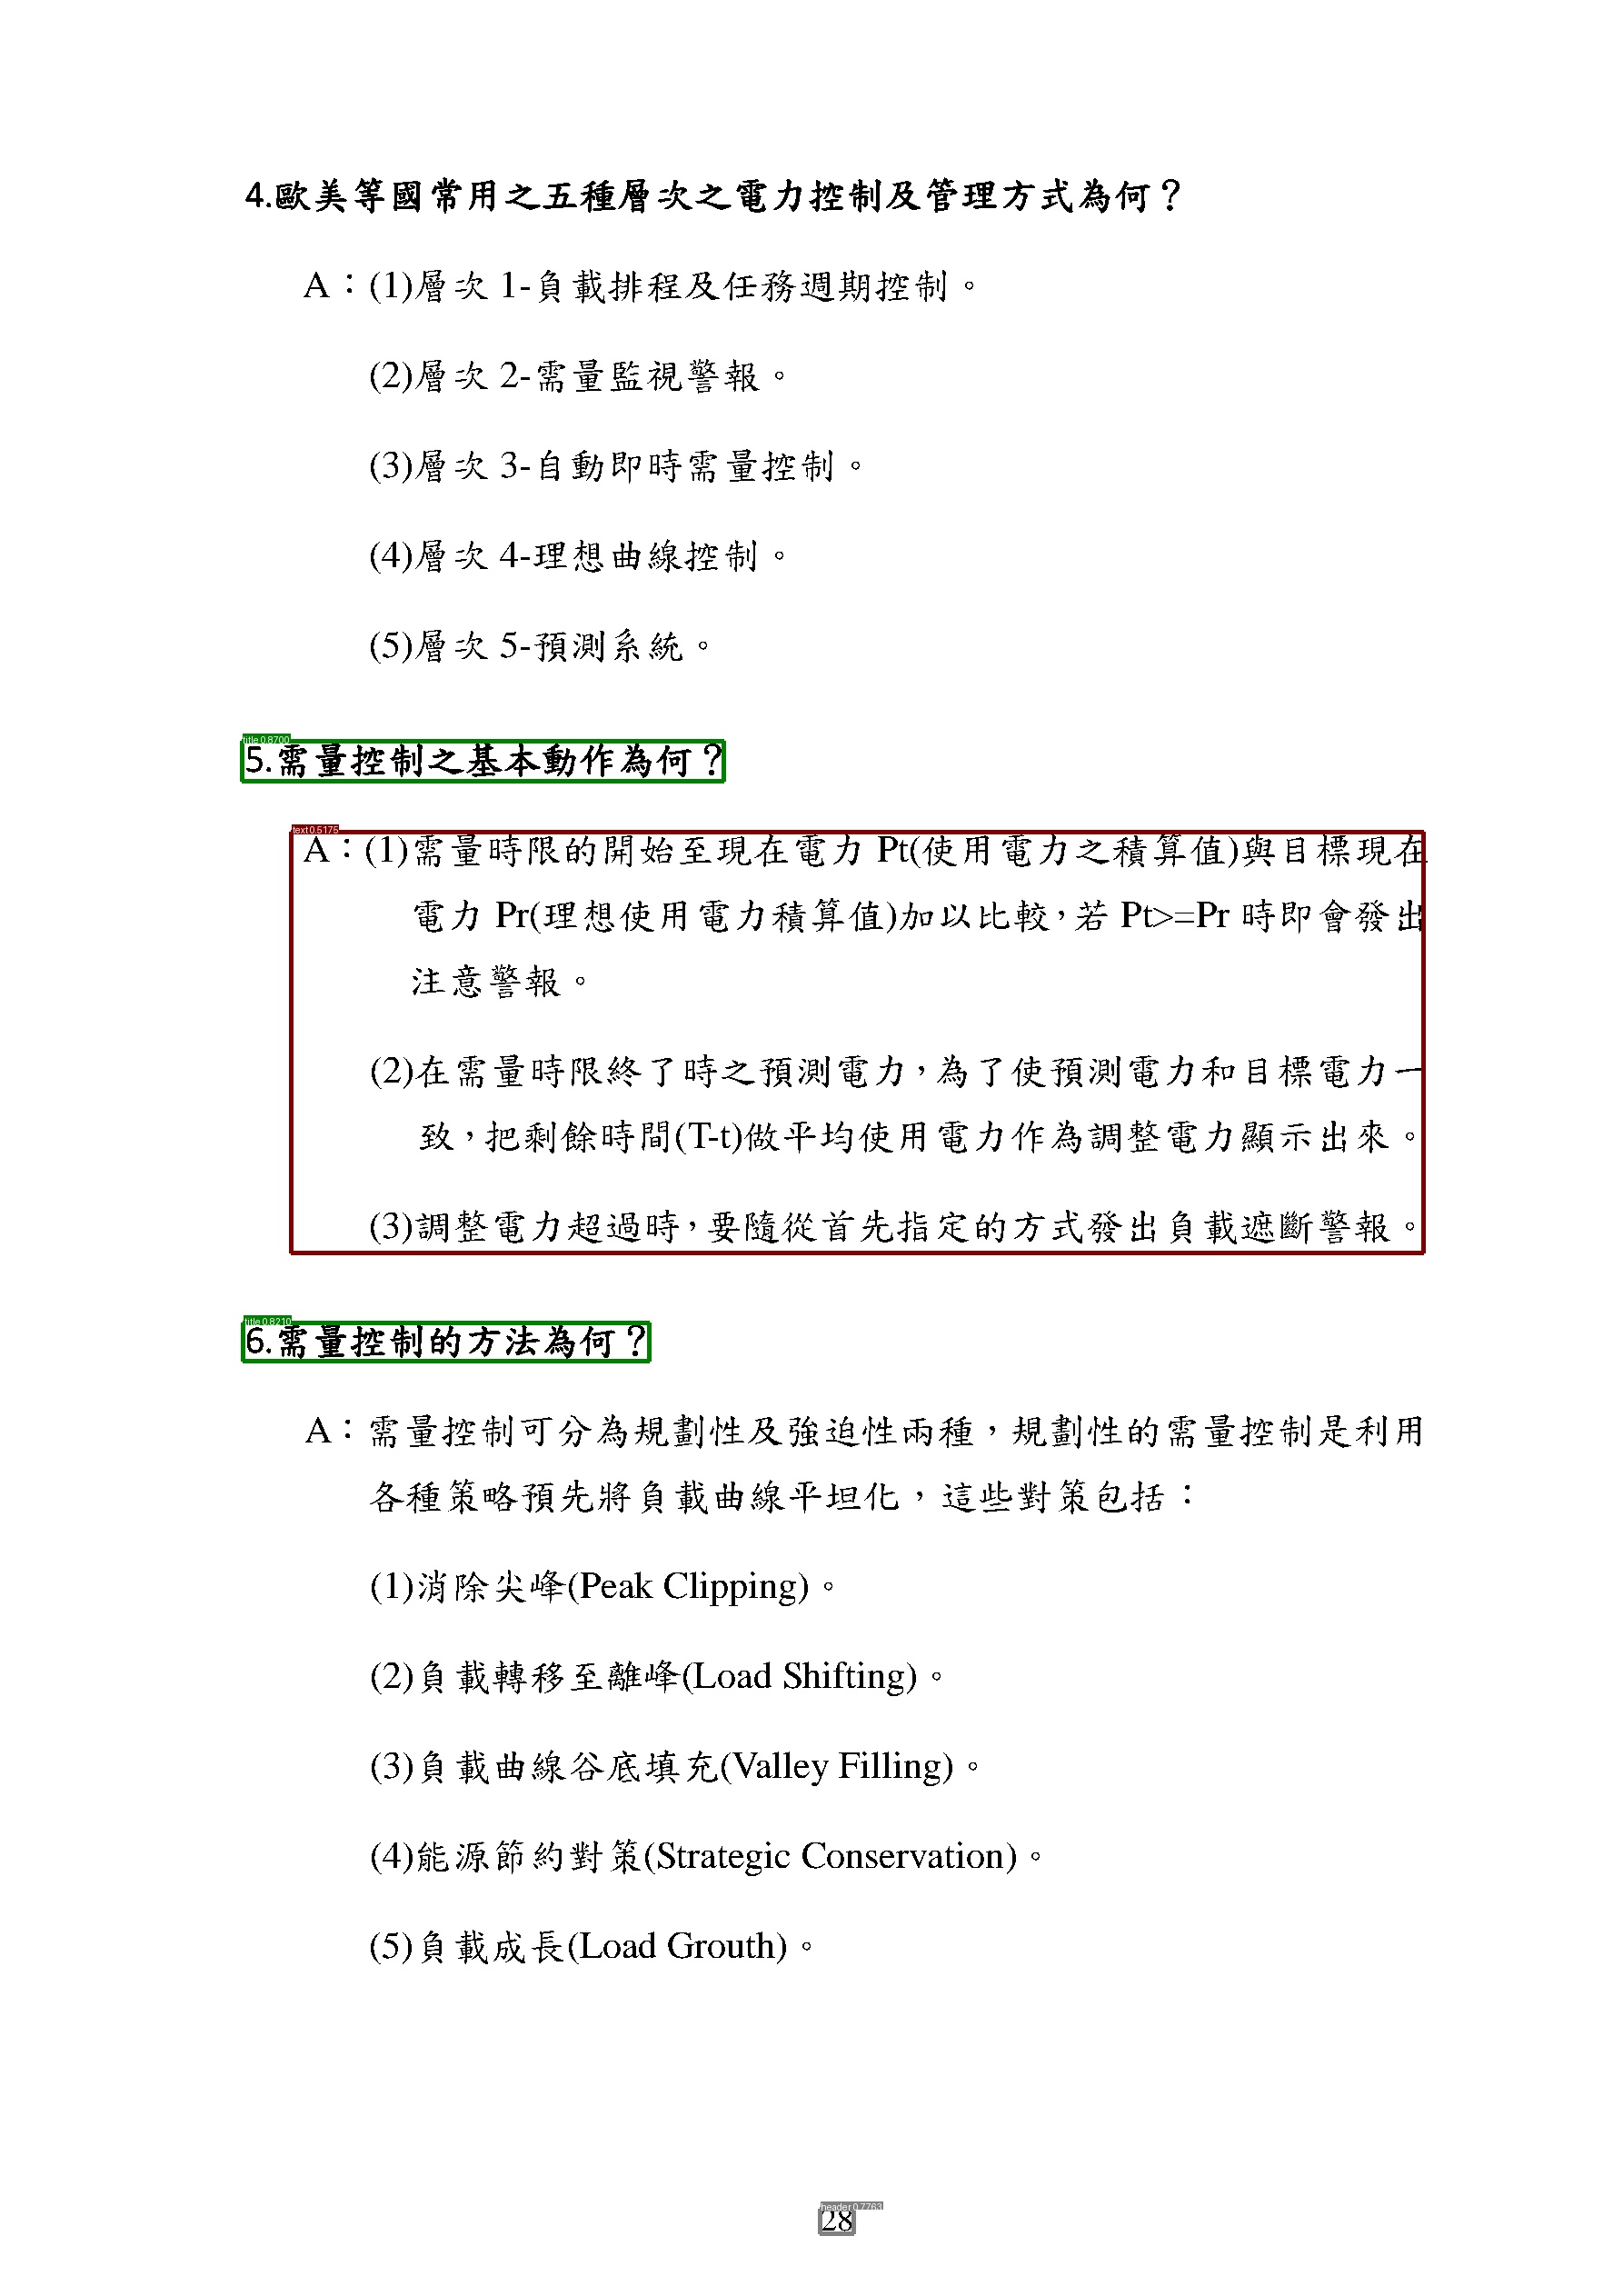 4.歐美等國常用之五種層次之電力控制及管理方式為何？
A：(1)層次 1-負載排程及任務週期控制。
(2)層次 2-需量監視警報。
(3)層次 3-自動即時需量控制。
(4)層次 4-理想曲線控制。
(5)層次 5-預測系統。
title 0.8700
5.需量控制之基本動作為何？
text 0.5175
A：(1)需量時限的開始至現在電力 Pt(使用電力之積算值)與目標現在
電力 Pr(理想使用電力積算值)加以比較，若 Pt>=Pr 時即會發出
注意警報。
(2)在需量時限終了時之預測電力，為了使預測電力和目標電力一
致，把剩餘時間(T-t)做平均使用電力作為調整電力顯示出來。
(3)調整電力超過時，要隨從首先指定的方式發出負載遮斷警報。
title 0.8210
6.需量控制的方法為何？
A：需量控制可分為規劃性及強迫性兩種，規劃性的需量控制是利用
各種策略預先將負載曲線平坦化，這些對策包括：
(1)消除尖峰(Peak Clipping)。
(2)負載轉移至離峰(Load Shifting)。
(3)負載曲線谷底填充(Valley Filling)。
(4)能源節約對策(Strategic Conservation)。
(5)負載成長(Load Grouth)。
header 0.7763
28